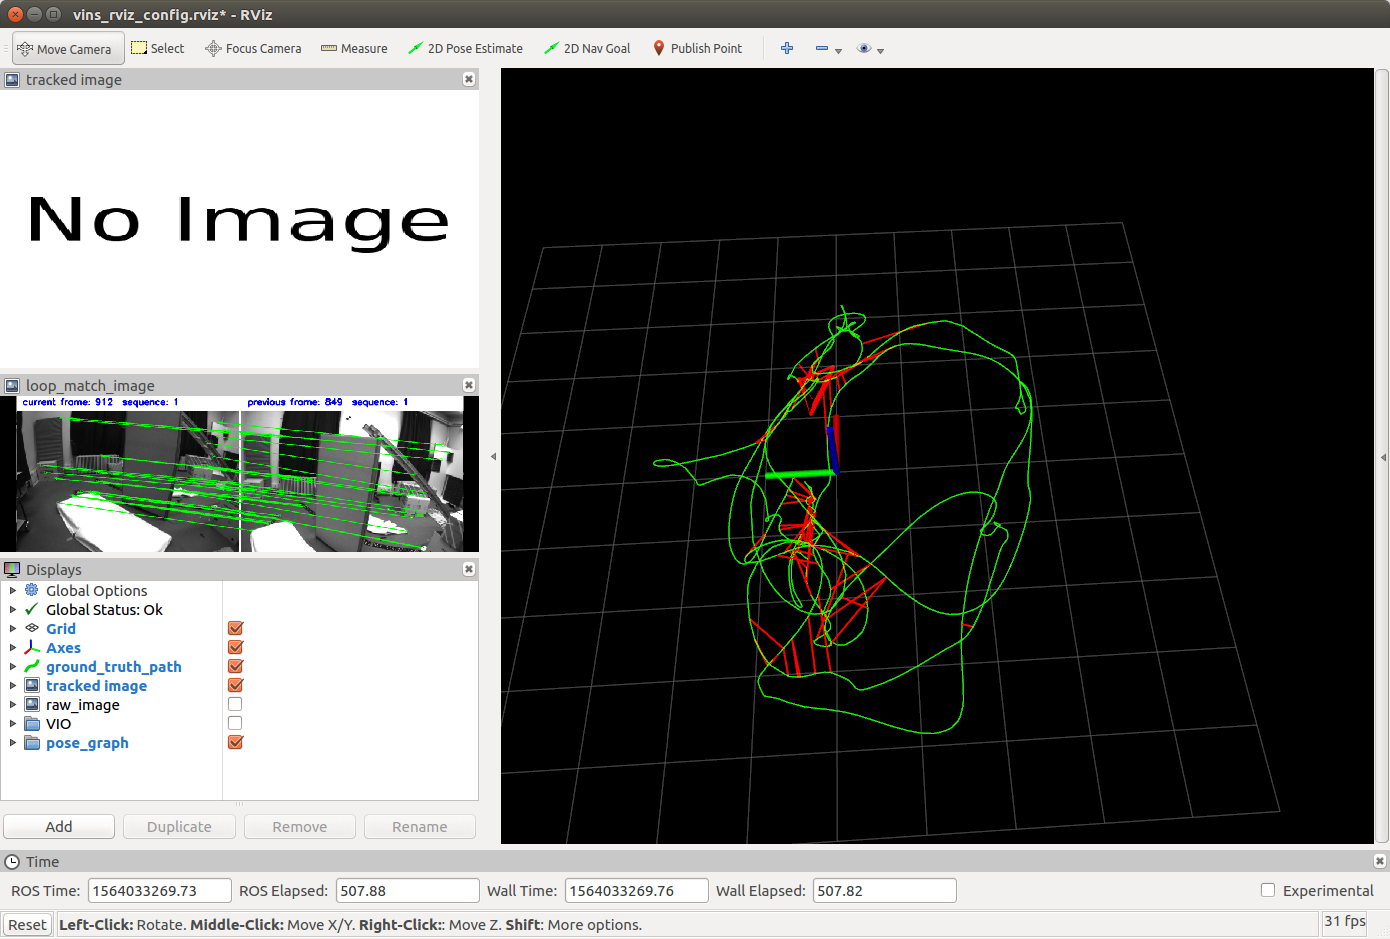 vins_rviz_config.rviz* - RViz
Move Camera Select Focus Camera Measure 2D Pose Estimate 2D Nav Goal Publish Point
tracked image
No Image
loop_match_image
current frame: 912 sequence: 1 previous frame: 849 sequence: 1
Displays
Global Options
Global Status: Ok
Grid
Axes
ground_truth_path
tracked image
raw_image
VIO
pose_graph
Add Duplicate Remove Rename
Time
ROS Time: 1564033269.73 ROS Elapsed: 507.88 Wall Time: 1564033269.76 Wall Elapsed: 507.82 Experimental
Reset Left-Click: Rotate. Middle-Click: Move X/Y. Right-Click:: Move Z. Shift: More options. 31 fps